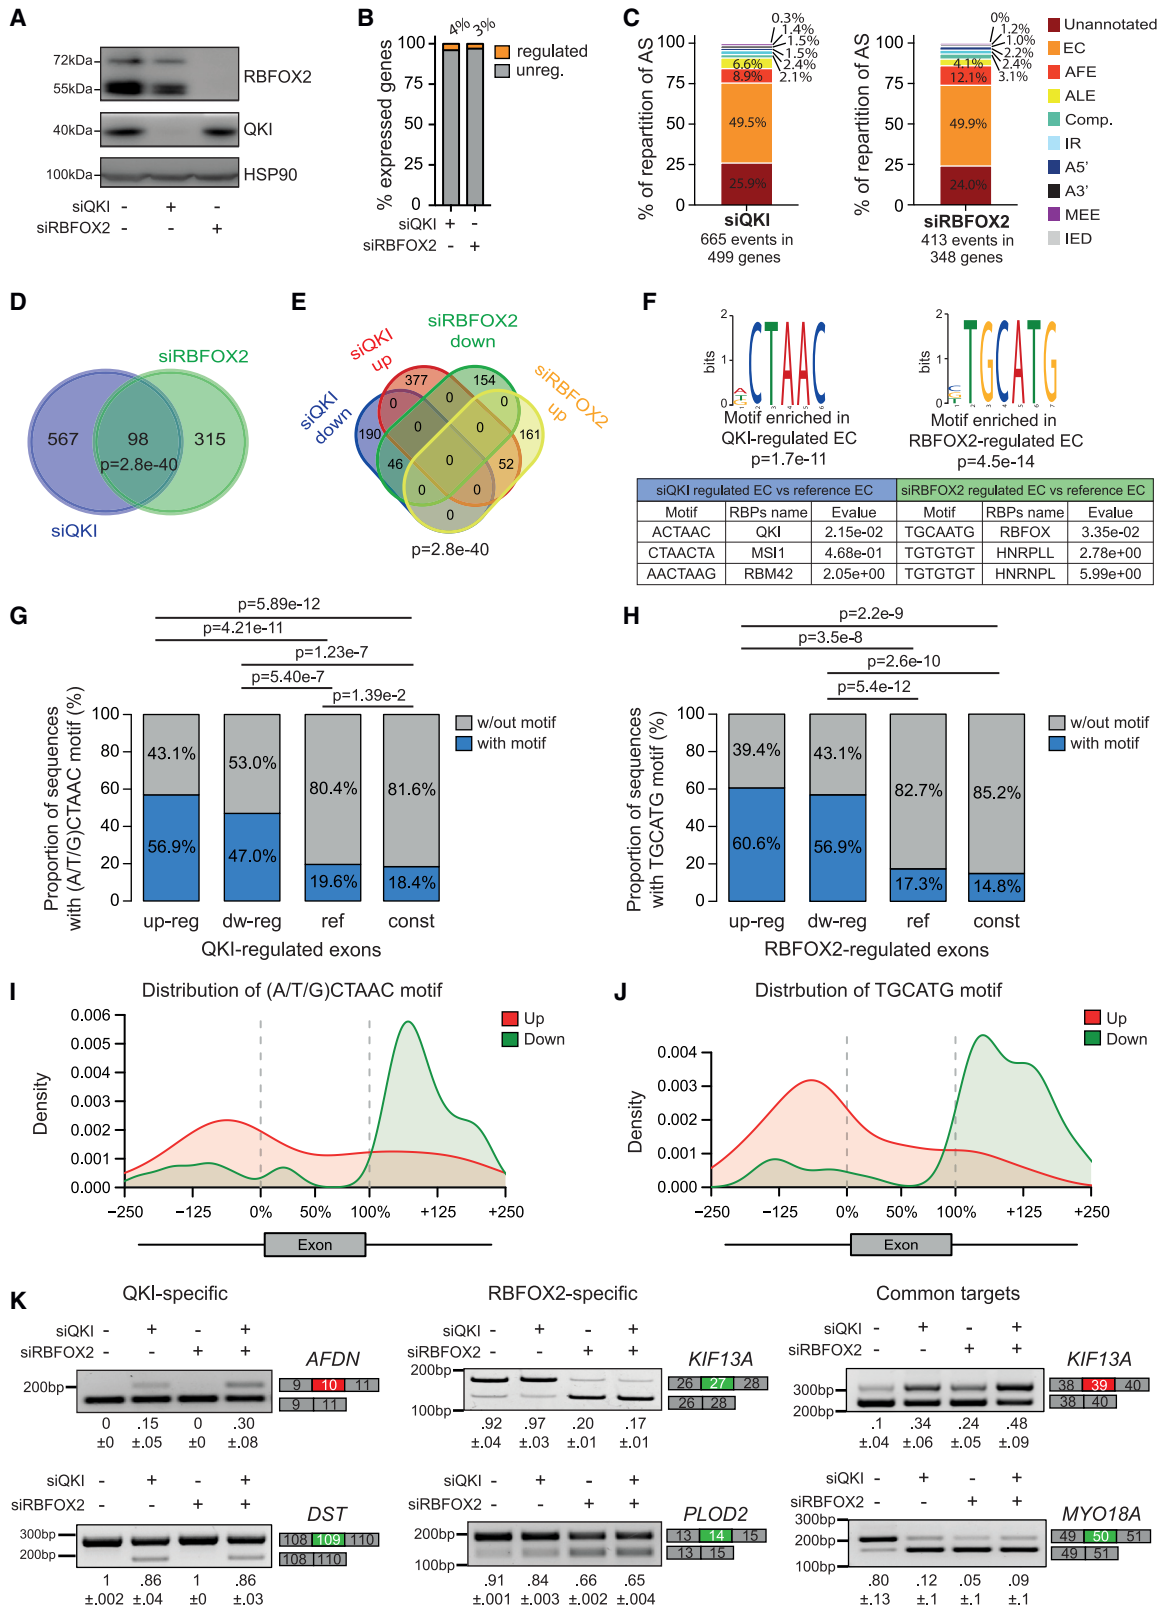 A
72kDa
55kDa
RBFOX2
40kDa
QKI
100kDa
HSP90
siQKI - + -
siRBFOX2 - - +
B
4% 3%
% expressed genes
100
75
50
25
0
regulated
unreg.
siQKI + -
siRBFOX2 - +
C
% of repartition of AS
100
75
50
25
0
0.3%
1.4%
1.5%
1.5%
2.4%
2.1%
6.6%
8.9%
49.5%
25.9%
siQKI
665 events in
499 genes
% of repartition of AS
100
75
50
25
0
0%
1.2%
1.0%
2.2%
2.4%
3.1%
4.1%
12.1%
49.9%
24.0%
siRBFOX2
413 events in
348 genes
Unannotated
EC
AFE
ALE
Comp.
IR
A5'
A3'
MEE
IED
D
siRBFOX2
567 98 315
p=2.8e-40
siQKI
E
siQKI down
siQKI up
siRBFOX2 down
siRBFOX2 up
377 154
0 0
190 0 0 161
0
46 52
0 0
0
p=2.8e-40
F
bits
2
1
0
CTAAC
1 2 3 4 5 6
Motif enriched in
QKI-regulated EC
p=1.7e-11
bits
2
1
0
TGCATG
1 2 3 4 5 6 7
Motif enriched in
RBFOX2-regulated EC
p=4.5e-14
siQKI regulated EC vs reference EC siRBFOX2 regulated EC vs reference EC
Motif RBPs name Evalue Motif RBPs name Evalue
ACTAAC QKI 2.15e-02 TGCAATG RBFOX 3.35e-02
CTAACTA MSI1 4.68e-01 TGTGTGT HNRPLL 2.78e+00
AACTAAG RBM42 2.05e+00 TGTGTGT HNRNPL 5.99e+00
G
p=5.89e-12
p=4.21e-11
p=1.23e-7
p=5.40e-7
p=1.39e-2
Proportion of sequences
with (A/T/G)CTAAC motif (%)
100
80
60
40
20
0
43.1% 53.0% 80.4% 81.6%
56.9% 47.0% 19.6% 18.4%
up-reg dw-reg ref const
QKI-regulated exons
w/out motif
with motif
H
p=2.2e-9
p=3.5e-8
p=2.6e-10
p=5.4e-12
Proportion of sequences
with TGCATG motif (%)
100
80
60
40
20
0
39.4% 43.1% 82.7% 85.2%
60.6% 56.9% 17.3% 14.8%
up-reg dw-reg ref const
RBFOX2-regulated exons
w/out motif
with motif
I
Distribution of (A/T/G)CTAAC motif
Density
0.006
0.005
0.004
0.003
0.002
0.001
0.000
Up
Down
−250 −125 0% 50% 100% +125 +250
Exon
J
Distrbution of TGCATG motif
Density
0.004
0.003
0.002
0.001
0.000
Up
Down
−250 −125 0% 50% 100% +125 +250
Exon
K
QKI-specific
siQKI - + - +
siRBFOX2 - - + +
200bp
AFDN
9 10 11
9 11
0 .15 0 .30
±0 ±.05 ±0 ±.08
siQKI - + - +
siRBFOX2 - - + +
300bp
200bp
DST
108 109 110
108 110
1 .86 1 .86
±.002 ±.04 ±0 ±.03
RBFOX2-specific
siQKI - + - +
siRBFOX2 - - + +
200bp
100bp
KIF13A
26 27 28
26 28
.92 .97 .20 .17
±.04 ±.03 ±.01 ±.01
siQKI - + - +
siRBFOX2 - - + +
200bp
100bp
PLOD2
13 14 15
13 15
.91 .84 .66 .65
±.001 ±.003 ±.002 ±.004
Common targets
siQKI - + - +
siRBFOX2 - - + +
300bp
200bp
KIF13A
38 39 40
38 40
.1 .34 .24 .48
±.04 ±.06 ±.05 ±.09
siQKI - + - +
siRBFOX2 - - + +
300bp
200bp
100bp
MYO18A
49 50 51
49 51
.80 .12 .05 .09
±.13 ±.1 ±.1 ±.1